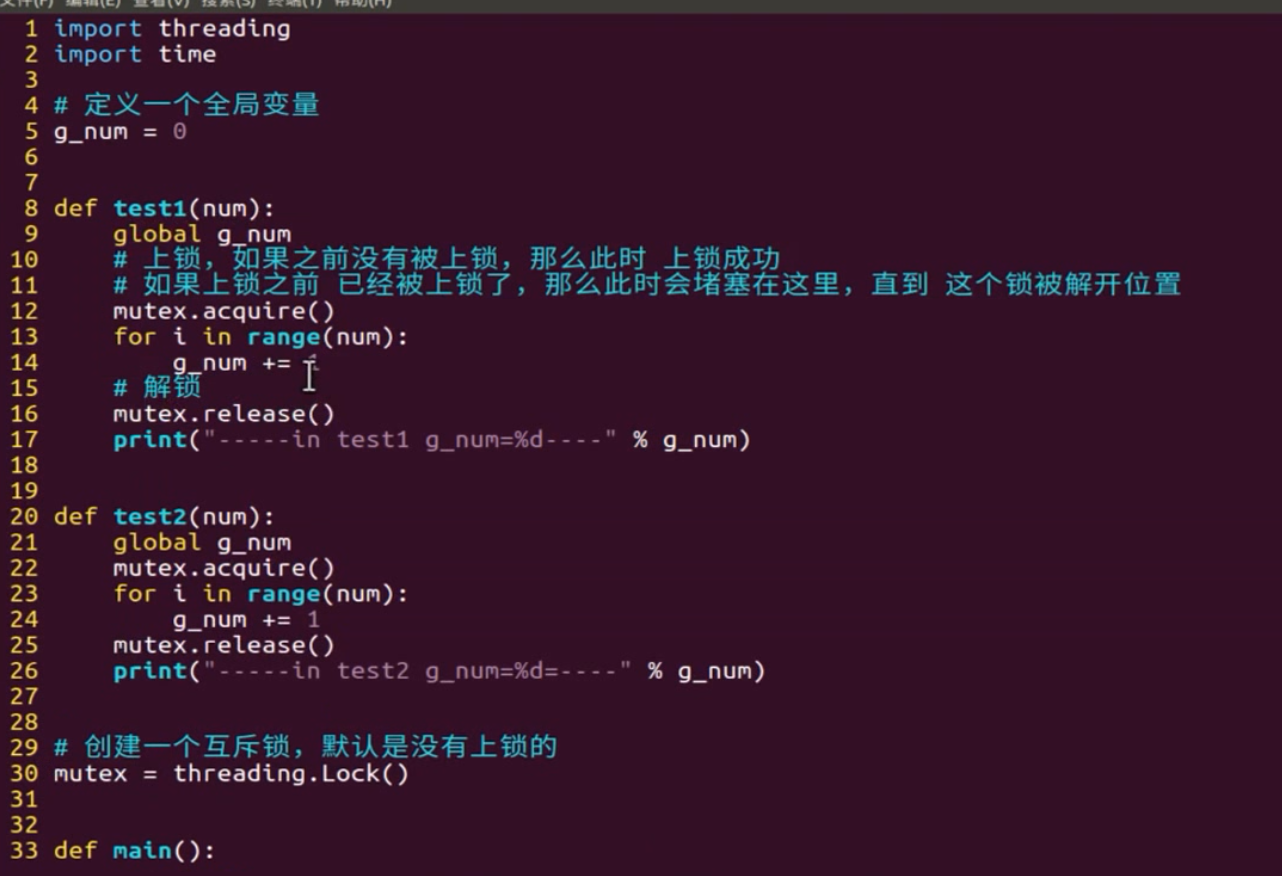 文件(F) 编辑(E) 查看(V) 搜索(S) 终端(T) 帮助(H)
1 import threading
2 import time
3
4 # 定义一个全局变量
5 g_num = 0
6
7
8 def test1(num):
9     global g_num
10     # 上锁，如果之前没有被上锁，那么此时 上锁成功
11     # 如果上锁之前 已经被上锁了，那么此时会堵塞在这里，直到 这个锁被解开位置
12     mutex.acquire()
13     for i in range(num):
14         g_num += 1
15     # 解锁
16     mutex.release()
17     print("-----in test1 g_num=%d----" % g_num)
18
19
20 def test2(num):
21     global g_num
22     mutex.acquire()
23     for i in range(num):
24         g_num += 1
25     mutex.release()
26     print("-----in test2 g_num=%d=----" % g_num)
27
28
29 # 创建一个互斥锁，默认是没有上锁的
30 mutex = threading.Lock()
31
32
33 def main():